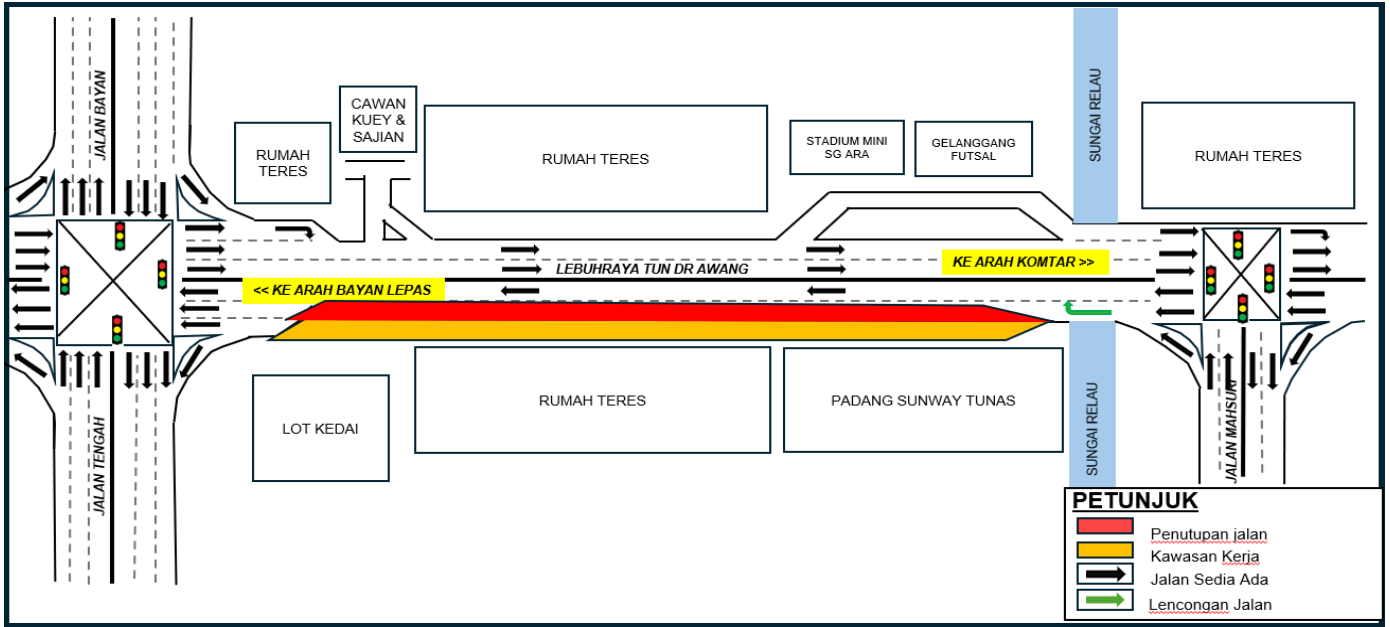 JALAN BAYAN
CAWAN
KUEY &
SAJIAN
RUMAH
TERES
RUMAH TERES
STADIUM MINI
SG ARA
GELANGGANG
FUTSAL
SUNGAI RELAU
RUMAH TERES
KE ARAH KOMTAR >>
LEBUHRAYA TUN DR AWANG
<< KE ARAH BAYAN LEPAS
LOT KEDAI
RUMAH TERES
PADANG SUNWAY TUNAS
SUNGAI RELAU
JALAN MAHSURI
JALAN TENGAH
PETUNJUK
Penutupan jalan
Kawasan Kerja
Jalan Sedia Ada
Lencongan Jalan